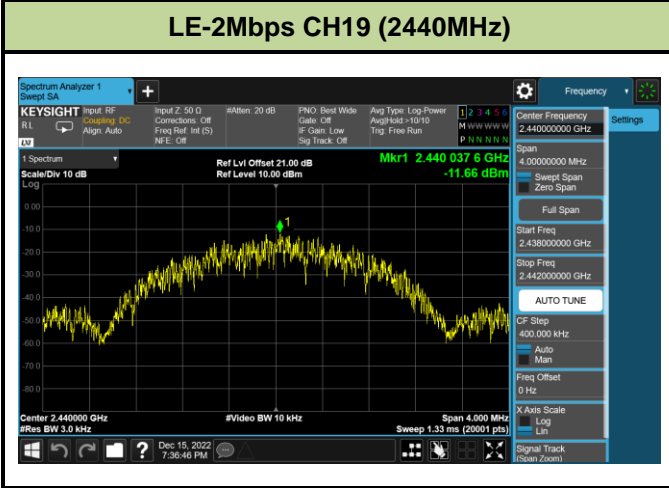 LE-2Mbps CH19 (2440MHz)
Spectrum Analyzer 1
Swept SA
Frequency
KEYSIGHT
RL
LXI
Input: RF
Coupling: DC
Align: Auto
Input Z: 50 Ω
Corrections: Off
Freq Ref: Int (S)
NFE: Off
#Atten: 20 dB
PNO: Best Wide
Gate: Off
IF Gain: Low
Sig Track: Off
Avg Type: Log-Power
Avg|Hold:>10/10
Trig: Free Run
1 2 3 4 5 6
M W W W W W
P N N N N N
1 Spectrum
Scale/Div 10 dB
Log
Ref Lvl Offset 21.00 dB
Ref Level 10.00 dBm
Mkr1 2.440 037 6 GHz
-11.66 dBm
1
0.00
-10.0
-20.0
-30.0
-40.0
-50.0
-60.0
-70.0
-80.0
Center 2.440000 GHz
#Res BW 3.0 kHz
#Video BW 10 kHz
Span 4.000 MHz
Sweep 1.33 ms (20001 pts)
Center Frequency
2.440000000 GHz
Settings
Span
4.00000000 MHz
Swept Span
Zero Span
Full Span
Start Freq
2.438000000 GHz
Stop Freq
2.442000000 GHz
AUTO TUNE
CF Step
400.000 kHz
Auto
Man
Freq Offset
0 Hz
X Axis Scale
Log
Lin
Signal Track
(Span Zoom)
?
Dec 15, 2022
7:36:46 PM